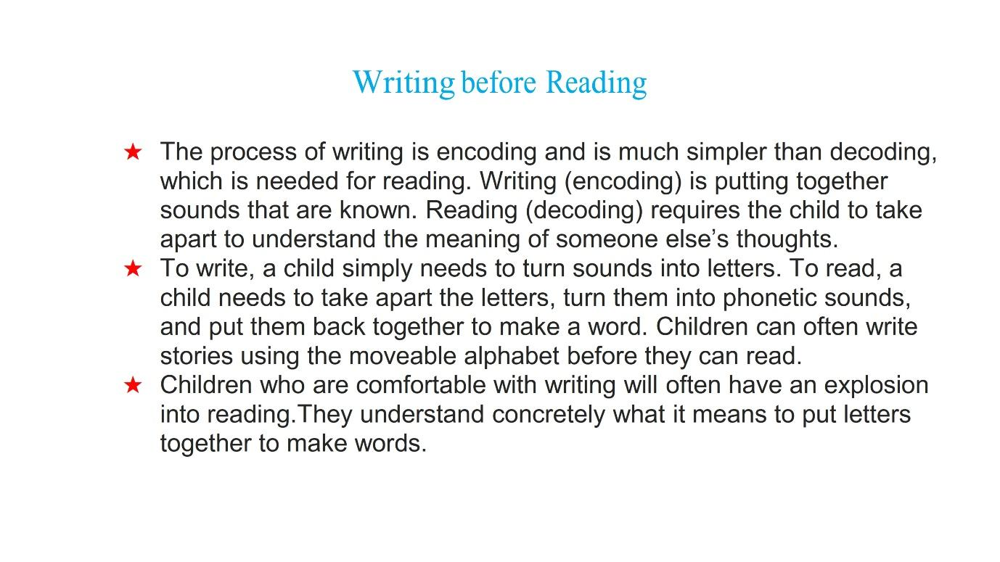 Writing before Reading
★ The process of writing is encoding and is much simpler than decoding,
which is needed for reading. Writing (encoding) is putting together
sounds that are known. Reading (decoding) requires the child to take
apart to understand the meaning of someone else’s thoughts.
★ To write, a child simply needs to turn sounds into letters. To read, a
child needs to take apart the letters, turn them into phonetic sounds,
and put them back together to make a word. Children can often write
stories using the moveable alphabet before they can read.
★ Children who are comfortable with writing will often have an explosion
into reading.They understand concretely what it means to put letters
together to make words.